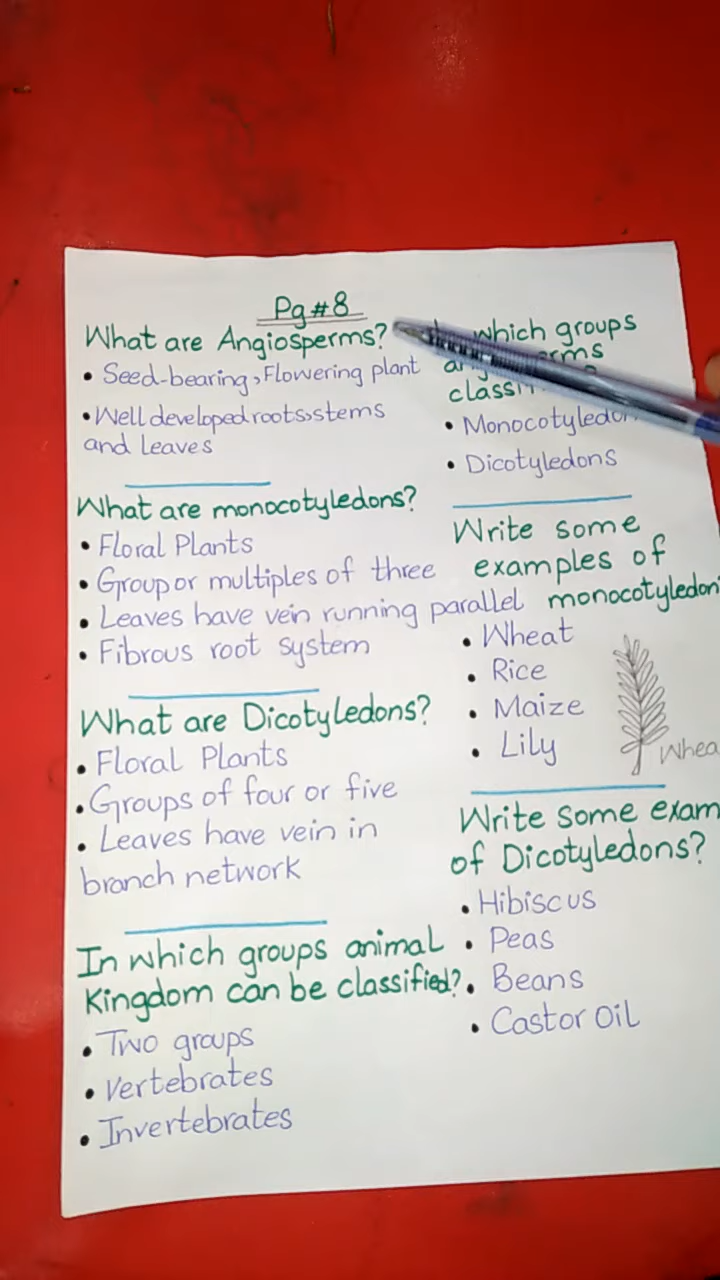 Pg#8
What are Angiosperms?
• Seed-bearing, Flowering plant
• Well developed roots, stems
and leaves
which groups
• Dicotyledons
What are monocotyledons?
• Floral Plants
• Group or multiples of three
• Leaves have vein running parallel
• Fibrous root system
Write some
examples of
monocotyledon
• Wheat
• Rice
• Maize
• Lily
What are Dicotyledons?
• Floral Plants
• Groups of four or five
• Leaves have vein in
branch network
Write some exam
of Dicotyledons?
• Hibiscus
• Peas
• Beans
• Castor Oil
In which groups animal
Kingdom can be classified?
• Two groups
• Vertebrates
• Invertebrates